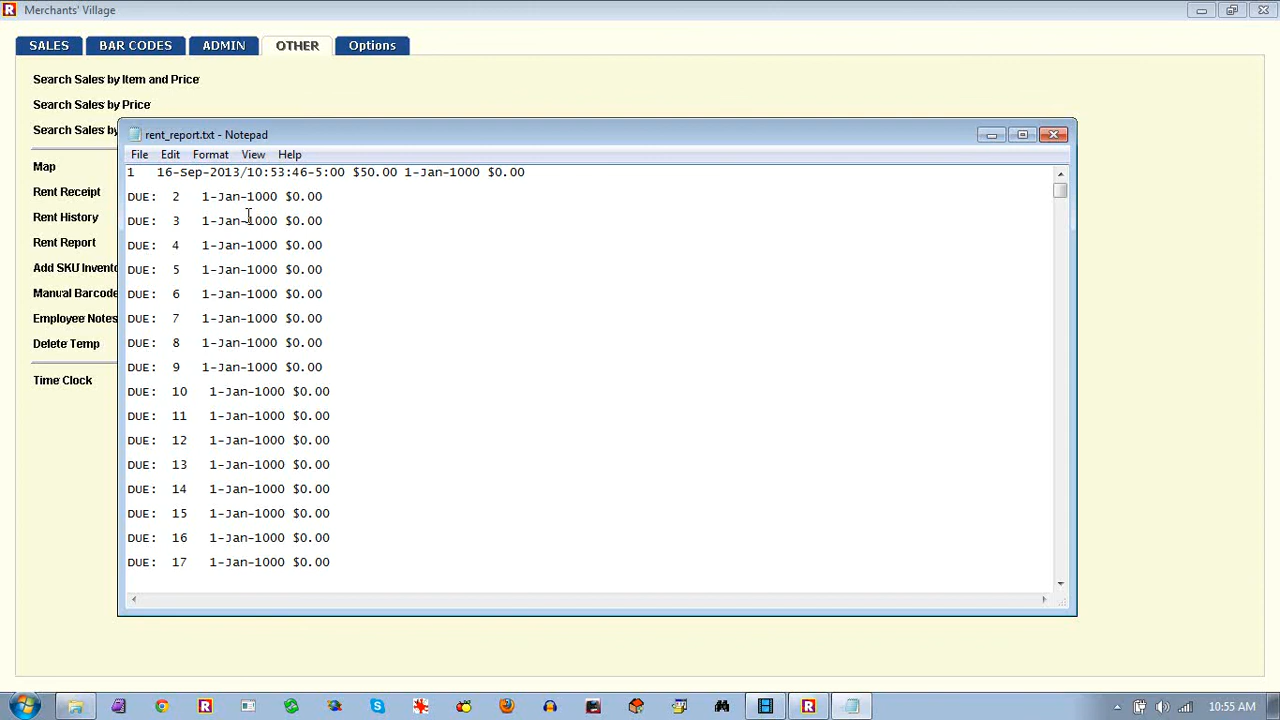 Merchants' Village
SALES BAR CODES ADMIN OTHER Options
Search Sales by Item and Price
Search Sales by Price
Search Sales by
Map
Rent Receipt
Rent History
Rent Report
Add SKU Invento
Manual Barcode
Employee Notes
Delete Temp
Time Clock
rent_report.txt - Notepad
File Edit Format View Help
1 16-Sep-2013/10:53:46-5:00 $50.00 1-Jan-1000 $0.00
DUE: 2 1-Jan-1000 $0.00
DUE: 3 1-Jan-1000 $0.00
DUE: 4 1-Jan-1000 $0.00
DUE: 5 1-Jan-1000 $0.00
DUE: 6 1-Jan-1000 $0.00
DUE: 7 1-Jan-1000 $0.00
DUE: 8 1-Jan-1000 $0.00
DUE: 9 1-Jan-1000 $0.00
DUE: 10 1-Jan-1000 $0.00
DUE: 11 1-Jan-1000 $0.00
DUE: 12 1-Jan-1000 $0.00
DUE: 13 1-Jan-1000 $0.00
DUE: 14 1-Jan-1000 $0.00
DUE: 15 1-Jan-1000 $0.00
DUE: 16 1-Jan-1000 $0.00
DUE: 17 1-Jan-1000 $0.00
10:55 AM